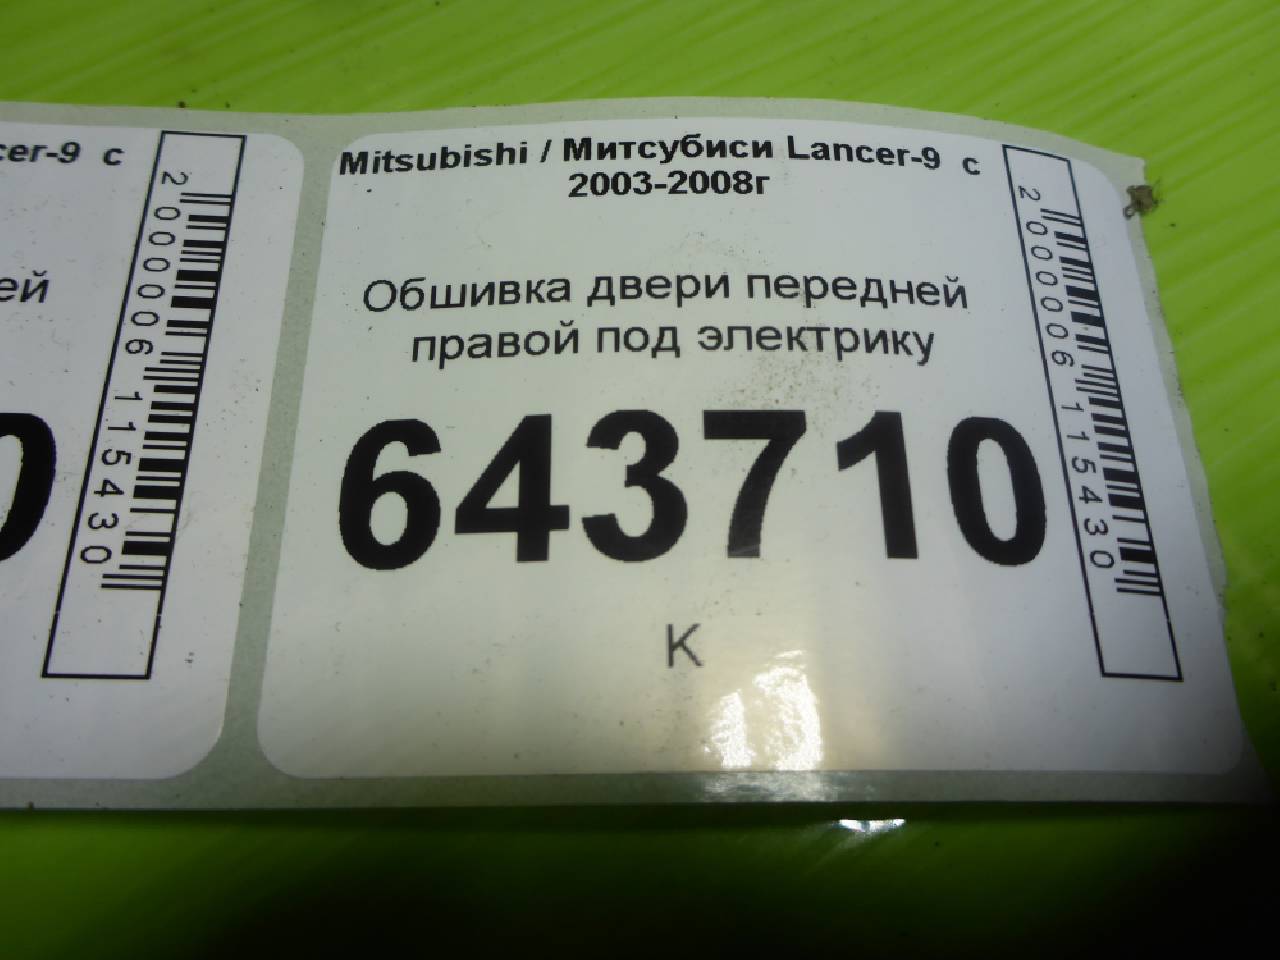 cer-9 с
ей
0
2000006115430
Mitsubishi / Митсубиси Lancer-9 с
2003-2008г
Обшивка двери передней
правой под электрику
643710
К
2000006115430